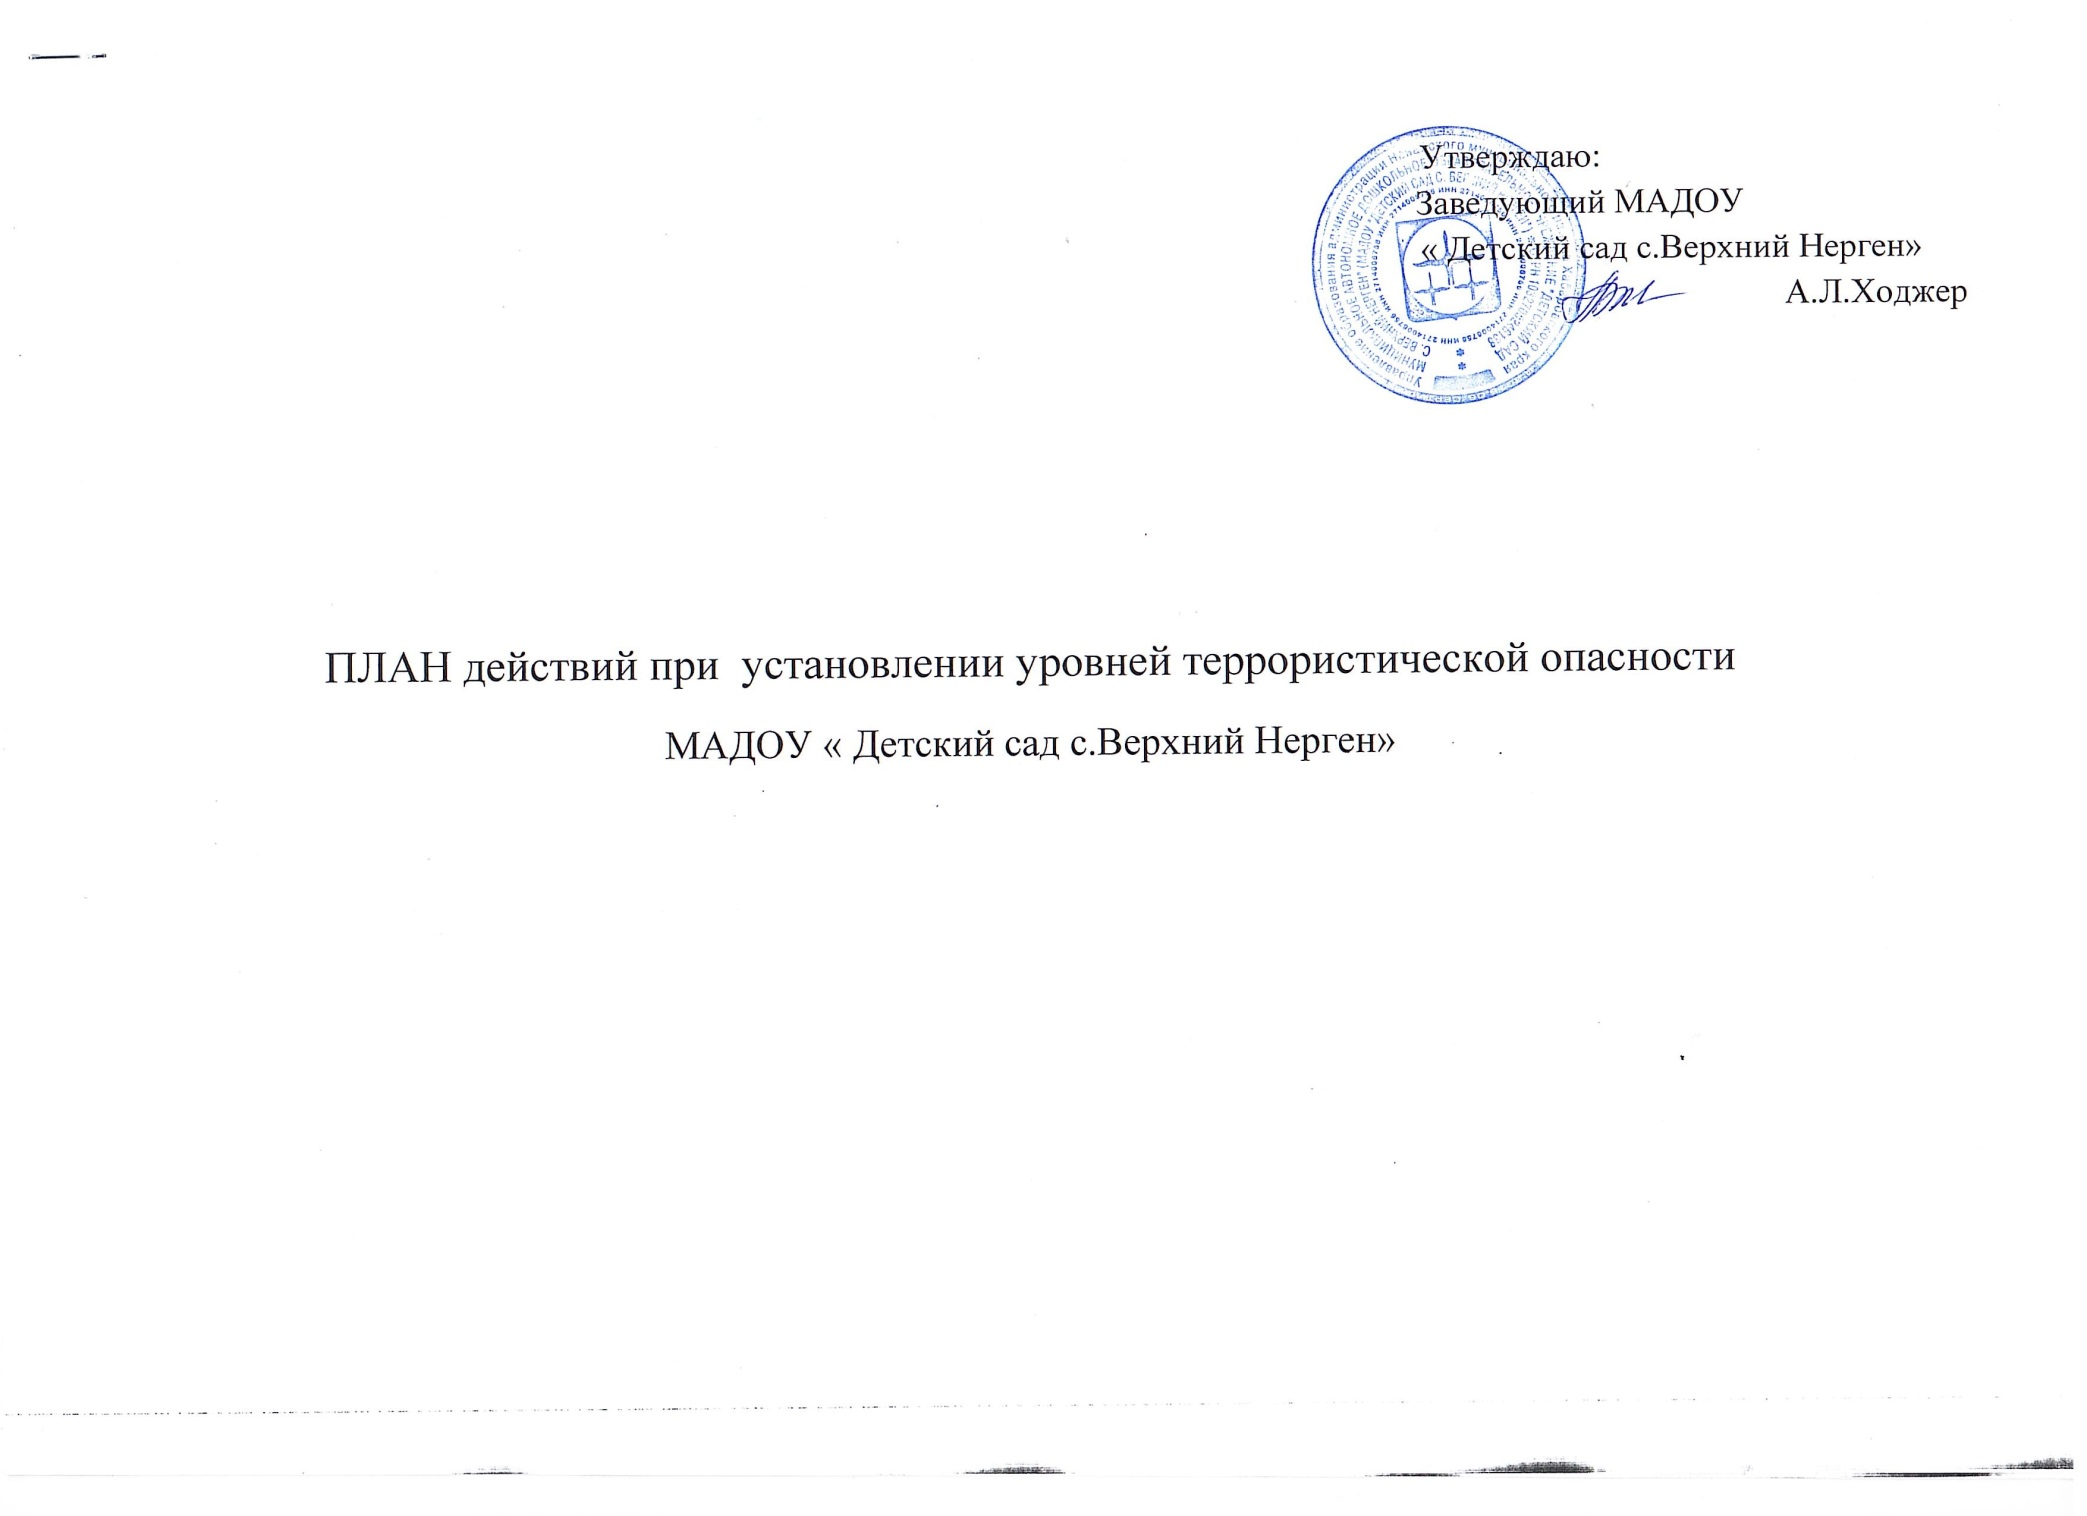 Утверждаю:
Заведующий МАДОУ
« Детский сад с.Верхний Нерген»
А.Л.Ходжер
ПЛАН действий при  установлении уровней террористической опасности
МАДОУ « Детский сад с.Верхний Нерген»